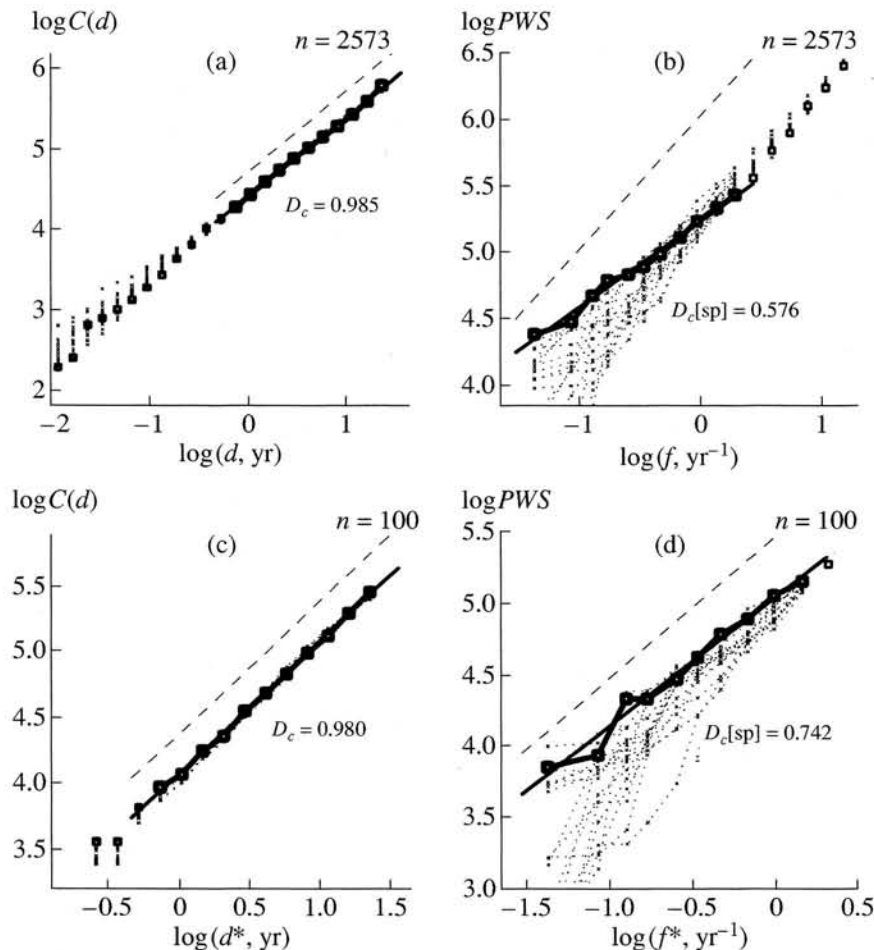 log C(d)
n = 2573
(a)
6
5
4
3
2
D_c = 0.985
−2
−1
0
1
log(d, yr)
log PWS
n = 2573
(b)
6.5
6.0
5.5
5.0
4.5
4.0
D_c[sp] = 0.576
−1
0
1
log(f, yr⁻¹)
log C(d)
n = 100
(c)
5.5
5.0
4.5
4.0
3.5
D_c = 0.980
−0.5
0
0.5
1.0
1.5
log(d*, yr)
log PWS
n = 100
(d)
5.5
5.0
4.5
4.0
3.5
3.0
D_c[sp] = 0.742
−1.5
−1.0
−0.5
0
0.5
log(f*, yr⁻¹)